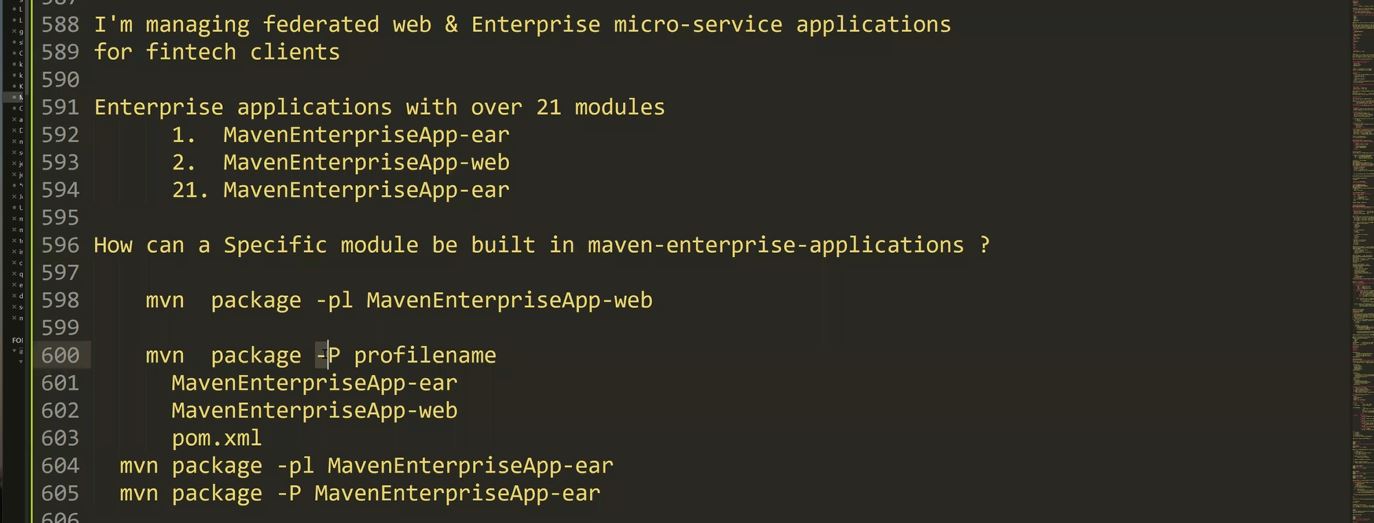 588 I'm managing federated web & Enterprise micro-service applications
589 for fintech clients
590
591 Enterprise applications with over 21 modules
592 1. MavenEnterpriseApp-ear
593 2. MavenEnterpriseApp-web
594 21. MavenEnterpriseApp-ear
595
596 How can a Specific module be built in maven-enterprise-applications ?
597
598 mvn  package -pl MavenEnterpriseApp-web
599
600 mvn  package -P profilename
601 MavenEnterpriseApp-ear
602 MavenEnterpriseApp-web
603 pom.xml
604 mvn package -pl MavenEnterpriseApp-ear
605 mvn package -P MavenEnterpriseApp-ear